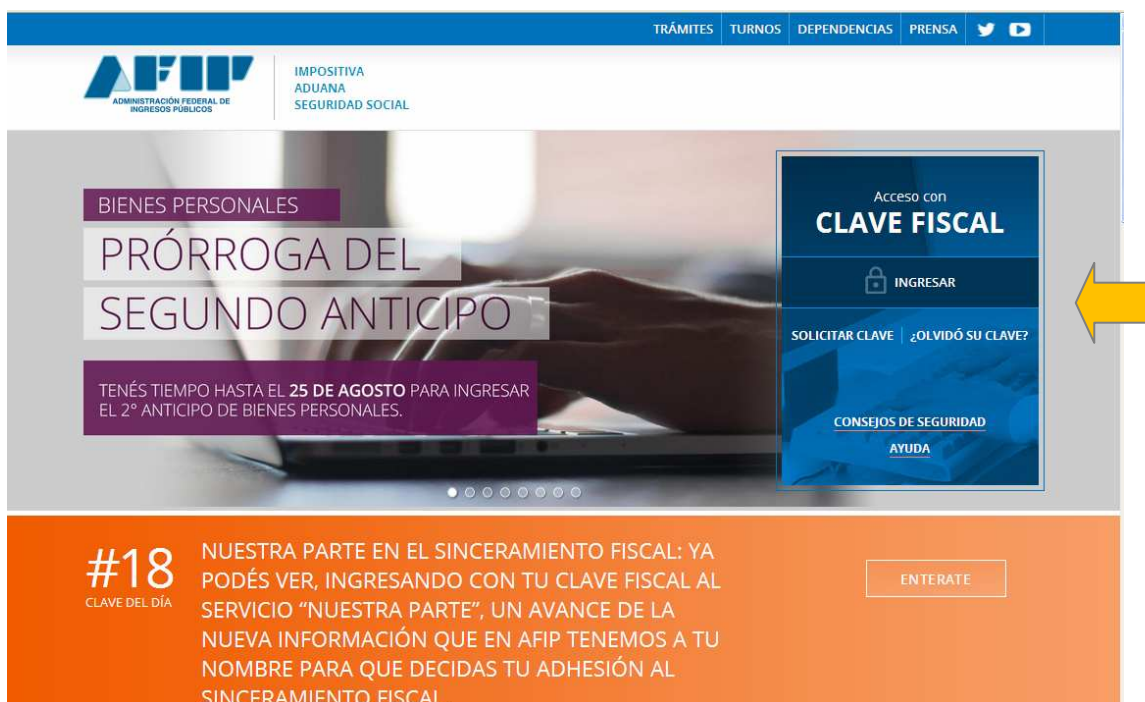 TRÁMITES TURNOS DEPENDENCIAS PRENSA
AFIP
ADMINISTRACIÓN FEDERAL DE
INGRESOS PÚBLICOS
IMPOSITIVA
ADUANA
SEGURIDAD SOCIAL
BIENES PERSONALES
PRÓRROGA DEL
SEGUNDO ANTICIPO
TENÉS TIEMPO HASTA EL 25 DE AGOSTO PARA INGRESAR
EL 2° ANTICIPO DE BIENES PERSONALES.
Acceso con
CLAVE FISCAL
INGRESAR
SOLICITAR CLAVE ¿OLVIDÓ SU CLAVE?
CONSEJOS DE SEGURIDAD
AYUDA
#18
CLAVE DEL DÍA
NUESTRA PARTE EN EL SINCERAMIENTO FISCAL: YA
PODÉS VER, INGRESANDO CON TU CLAVE FISCAL AL
SERVICIO “NUESTRA PARTE”, UN AVANCE DE LA
NUEVA INFORMACIÓN QUE EN AFIP TENEMOS A TU
NOMBRE PARA QUE DECIDAS TU ADHESIÓN AL
SINCERAMIENTO FISCAL
ENTERATE